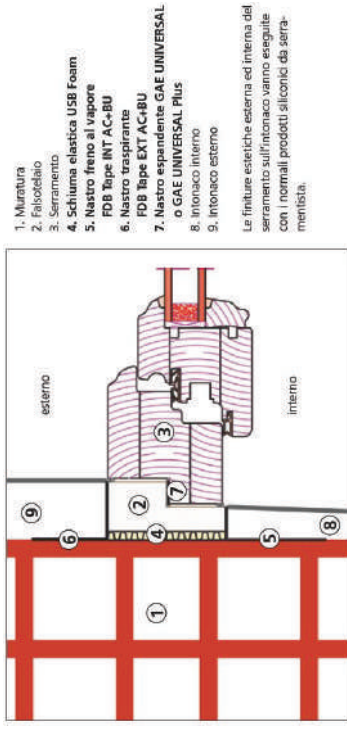 1. Muratura
2. Falsotelaio
3. Serramento
4. Schiuma elastica USB Foam
5. Nastro freno al vapore
FDB Tape INT AC+BU
6. Nastro traspirante
FDB Tape EXT AC+BU
7. Nastro espandente GAE UNIVERSAL
o GAE UNIVERSAL Plus
8. Intonaco interno
9. Intonaco esterno
Le finiture estetiche esterna ed interna del
serramento sull'intonaco vanno eseguite
con i normali prodotti siliconici da serra-
mentista.
esterno
interno
9
6
2
3
7
4
1
5
8